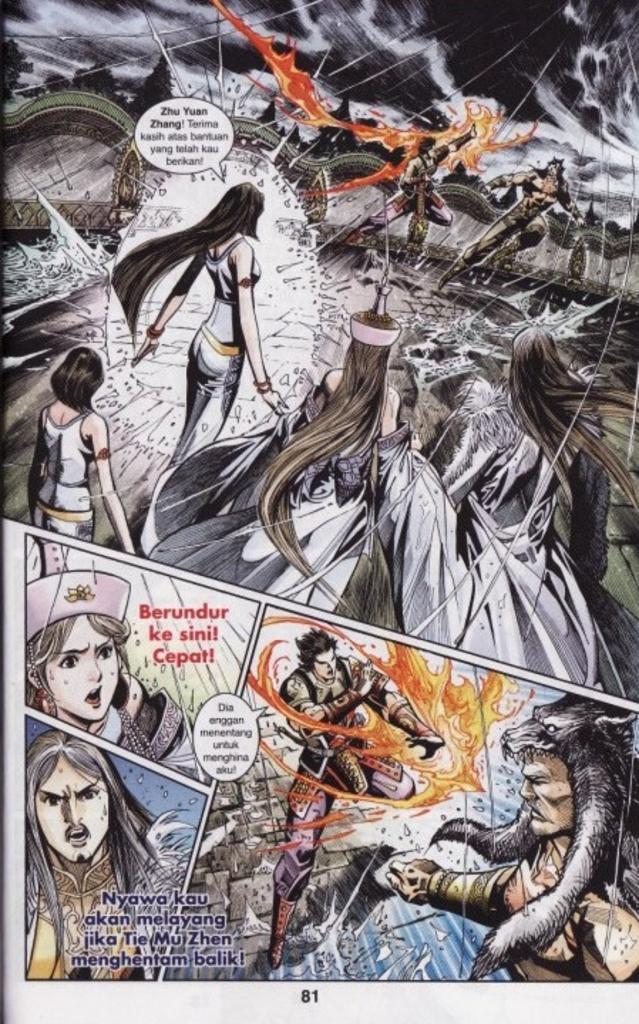 Zhu Yuan
Zhang! Terima
kasih atas bantuan
yang telah kau
berikan!
Berundur
ke sini!
Cepat!
Dia
enggan
menentang
untuk
menghina
aku!
Nyawa kau
akan melayang
jika Tie Mu Zhen
menghentam balik!
81